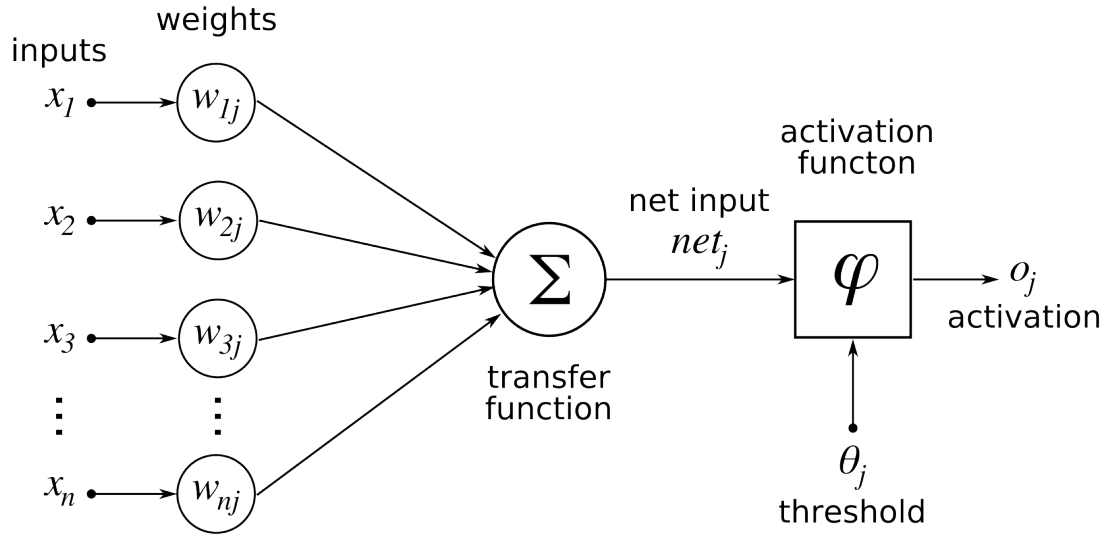 weights
inputs
x1
w1j
x2
w2j
x3
w3j
⋮
⋮
xn
wnj
Σ
transfer
function
net input
netj
activation
functon
φ
oj
activation
θj
threshold